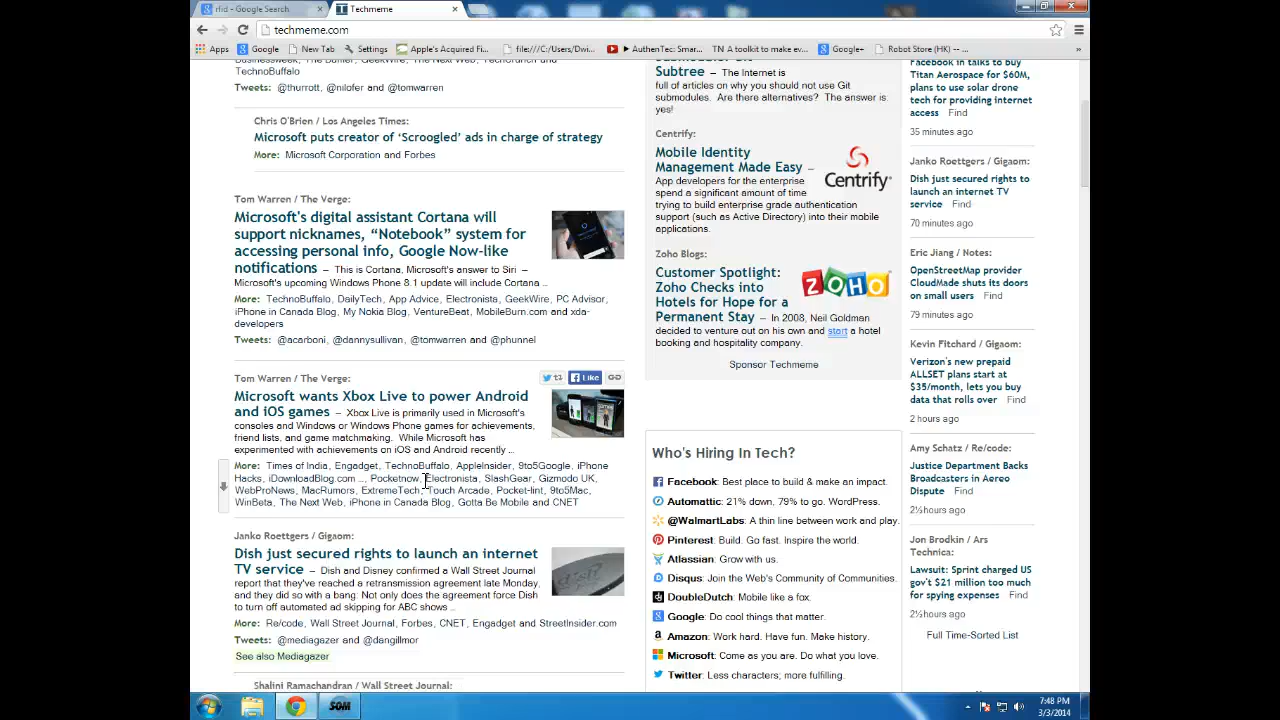 rfid - Google Search
Techmeme
techmeme.com
Apps
Google
New Tab
Settings
Apple's Acquired Fi...
file:///C:/Dwi...
AuthenTec: Smar...
TN A toolkit to make ev...
Google+
Robot Store (HK) -- ...
»
TechnoBuffalo
Tweets: @thurrott, @nilofer and @tomwarren
Chris O'Brien / Los Angeles Times:
Microsoft puts creator of ‘Scroogled’ ads in charge of strategy
More: Microsoft Corporation and Forbes
Tom Warren / The Verge:
Microsoft's digital assistant Cortana will
support nicknames, “Notebook” system for
accessing personal info, Google Now-like
notifications – This is Cortana, Microsoft's answer to Siri –
Microsoft's upcoming Windows Phone 8.1 update will include Cortana ...
More: TechnoBuffalo, DailyTech, App Advice, Electronista, GeekWire, PC Advisor,
iPhone in Canada Blog, My Nokia Blog, VentureBeat, MobileBurn.com and xda-
developers
Tweets: @acarboni, @dannysullivan, @tomwarren and @phunnel
Tom Warren / The Verge:
Like
Microsoft wants Xbox Live to power Android
and iOS games – Xbox Live is primarily used in Microsoft's
consoles and Windows or Windows Phone games for achievements,
friend lists, and game matchmaking. While Microsoft has
experimented with achievements on iOS and Android recently ...
More: Times of India, Engadget, TechnoBuffalo, AppleInsider, 9to5Google, iPhone
Hacks, iDownloadBlog.com ..., Pocketnow, Electronista, SlashGear, Gizmodo UK,
WebProNews, MacRumors, ExtremeTech, Touch Arcade, Pocket-lint, 9to5Mac,
WinBeta, The Next Web, iPhone in Canada Blog, Gotta Be Mobile and CNET
Janko Roettgers / Gigaom:
Dish just secured rights to launch an internet
TV service – Dish and Disney confirmed a Wall Street Journal
report that they've reached a retransmission agreement late Monday,
and they did so with a bang: Not only does the agreement force Dish
to turn off automated ad skipping for ABC shows ...
More: Re/code, Wall Street Journal, Forbes, CNET, Engadget and StreetInsider.com
Tweets: @mediagazer and @dangillmor
See also Mediagazer
Shalini Ramachandran / Wall Street Journal:
Subtree – The Internet is
full of articles on why you should not use Git
submodules. Are there alternatives? The answer is:
yes!
Centrify:
Mobile Identity
Management Made Easy –
App developers for the enterprise
spend a significant amount of time
trying to build enterprise grade authentication
support (such as Active Directory) into their mobile
applications.
Centrify
Zoho Blogs:
Customer Spotlight:
Zoho Checks into
Hotels for Hope for a
Permanent Stay – In 2008, Neil Goldman
decided to venture out on his own and start a hotel
booking and hospitality company.
ZOHO
Sponsor Techmeme
Who's Hiring In Tech?
Facebook: Best place to build & make an impact.
Automattic: 21% down, 79% to go. WordPress.
@WalmartLabs: A thin line between work and play.
Pinterest: Build. Go fast. Inspire the world.
Atlassian: Grow with us.
Disqus: Join the Web's Community of Communities.
DoubleDutch: Mobile like a fox.
Google: Do cool things that matter.
Amazon: Work hard. Have fun. Make history.
Microsoft: Come as you are. Do what you love.
Twitter: Less characters; more fulfilling.
Facebook in talks to buy
Titan Aerospace for $60M,
plans to use solar drone
tech for providing internet
access Find
35 minutes ago
Janko Roettgers / Gigaom:
Dish just secured rights to
launch an internet TV
service Find
70 minutes ago
Eric Jiang / Notes:
OpenStreetMap provider
CloudMade shuts its doors
on small users Find
79 minutes ago
Kevin Fitchard / Gigaom:
Verizon's new prepaid
ALLSET plans start at
$35/month, lets you buy
data that rolls over Find
2 hours ago
Amy Schatz / Re/code:
Justice Department Backs
Broadcasters in Aereo
Dispute Find
2½ hours ago
Jon Brodkin / Ars
Technica:
Lawsuit: Sprint charged US
gov't $21 million too much
for spying expenses Find
2½ hours ago
Full Time-Sorted List
SOM
7:48 PM
3/3/2014